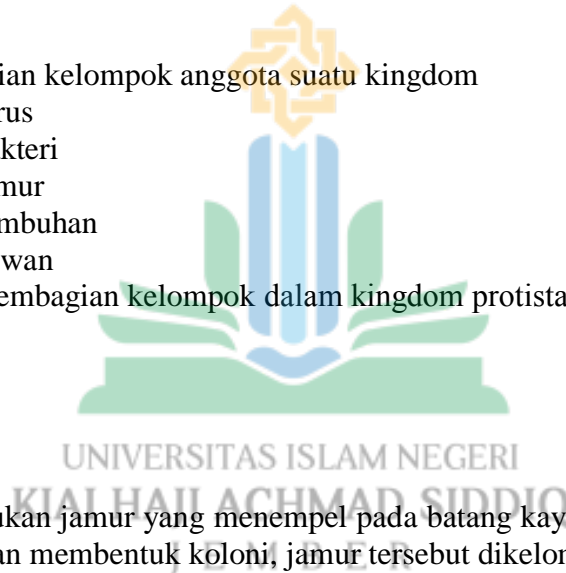 ian kelompok anggota suatu kingdom
rus
kteri
mur
mbuhan
wan
embagian kelompok dalam kingdom protista
UNIVERSITAS ISLAM NEGERI
KIAI HAJI ACHMAD SIDDIQ
ukan jamur yang menempel pada batang kay
an membentuk koloni, jamur tersebut dikelon
J E M B E R